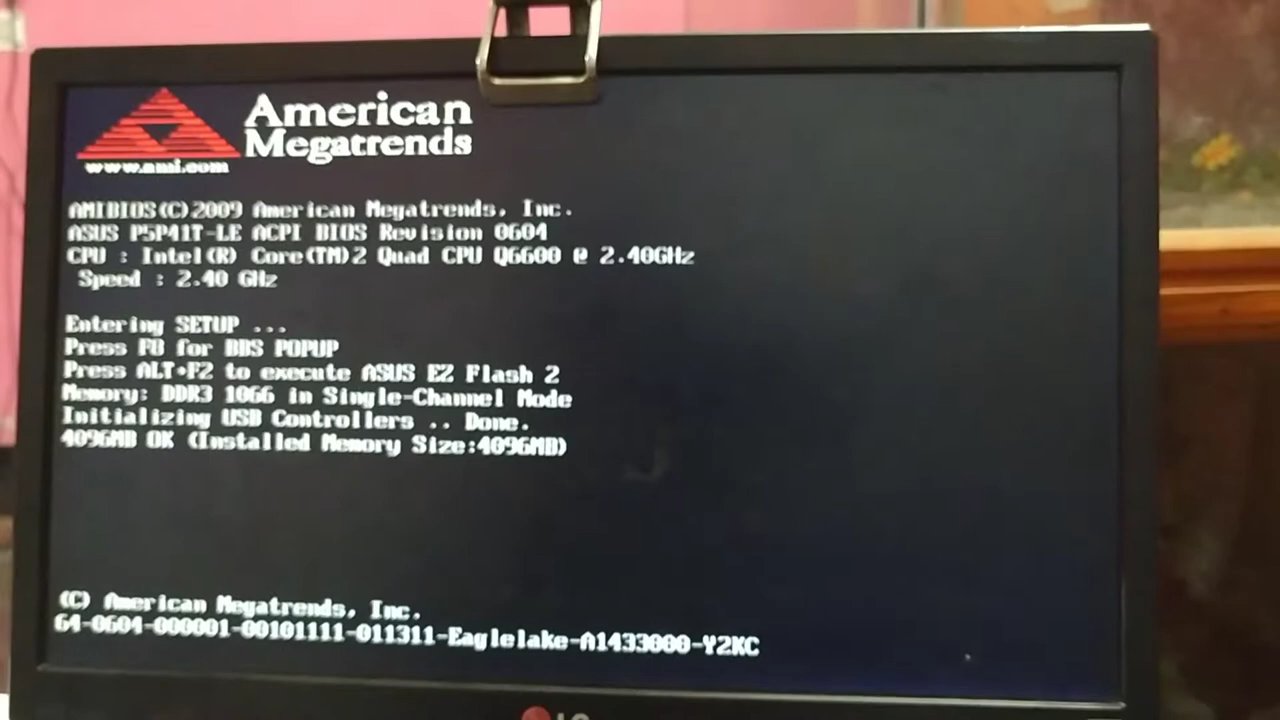 American
Megatrends
www.ami.com
AMIBIOS(C)2009 American Megatrends, Inc.
ASUS P5P41T-LE ACPI BIOS Revision 0604
CPU : Intel(R) Core(TM)2 Quad CPU Q6600 @ 2.40GHz
Speed : 2.40 GHz
Entering SETUP ...
Press F8 for BBS POPUP
Press ALT+F2 to execute ASUS EZ Flash 2
Memory: DDR3 1066 in Single-Channel Mode
Initializing USB Controllers .. Done.
4096MB OK (Installed Memory Size:4096MB)
(C) American Megatrends, Inc.
64-0604-000001-00101111-011311-Eaglelake-A1433000-Y2KC
LG